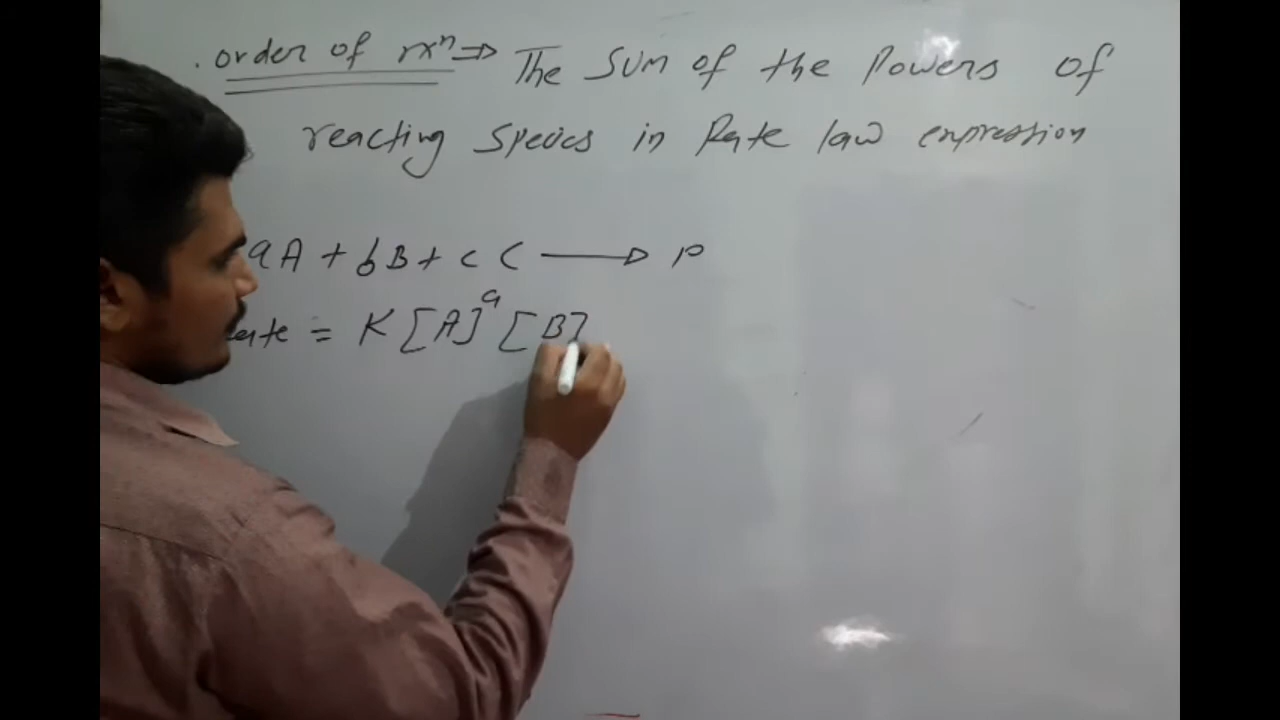 . order of rxⁿ ⇒ The Sum of the Powers of
reacting Species in Rate law expression
aA + bB + cC → P
Rate = K [A]ᵃ [B]